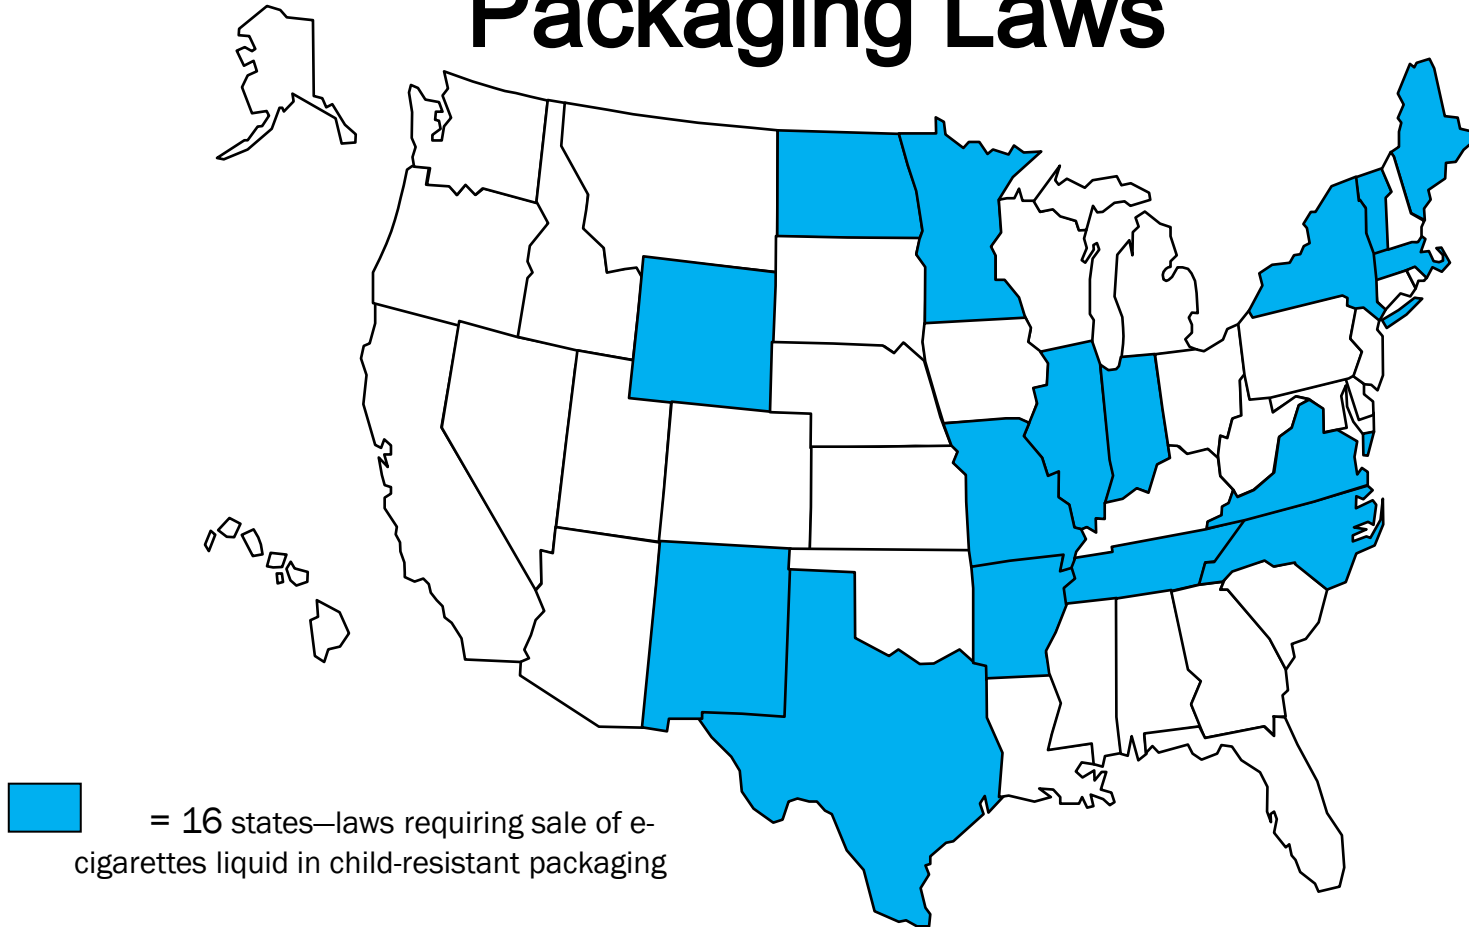 Packaging Laws
= 16 states—laws requiring sale of e-
cigarettes liquid in child-resistant packaging